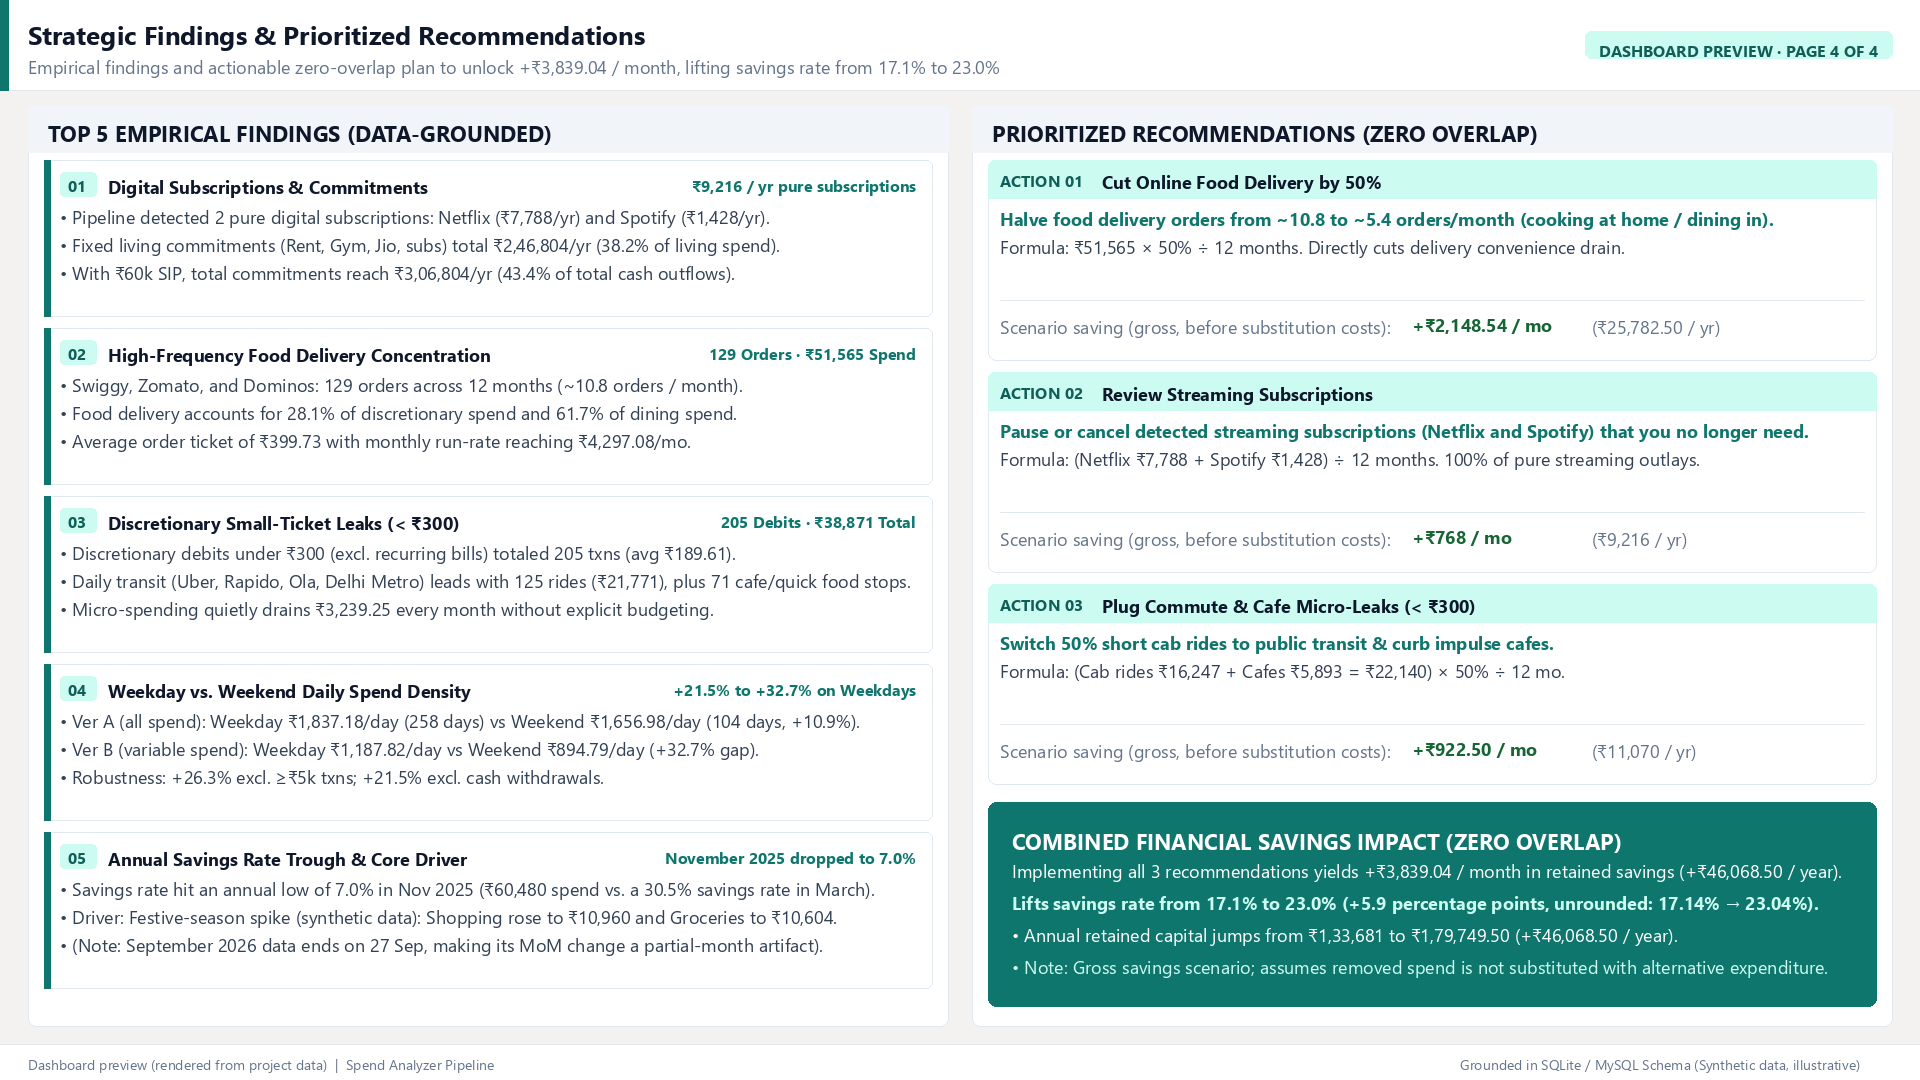 Strategic Findings & Prioritized Recommendations
Empirical findings and actionable zero-overlap plan to unlock +₹3,839.04 / month, lifting savings rate from 17.1% to 23.0%
DASHBOARD PREVIEW · PAGE 4 OF 4
TOP 5 EMPIRICAL FINDINGS (DATA-GROUNDED)
01 Digital Subscriptions & Commitments ₹9,216 / yr pure subscriptions
• Pipeline detected 2 pure digital subscriptions: Netflix (₹7,788/yr) and Spotify (₹1,428/yr).
• Fixed living commitments (Rent, Gym, Jio, subs) total ₹2,46,804/yr (38.2% of living spend).
• With ₹60k SIP, total commitments reach ₹3,06,804/yr (43.4% of total cash outflows).
02 High-Frequency Food Delivery Concentration 129 Orders · ₹51,565 Spend
• Swiggy, Zomato, and Dominos: 129 orders across 12 months (~10.8 orders / month).
• Food delivery accounts for 28.1% of discretionary spend and 61.7% of dining spend.
• Average order ticket of ₹399.73 with monthly run-rate reaching ₹4,297.08/mo.
03 Discretionary Small-Ticket Leaks (< ₹300) 205 Debits · ₹38,871 Total
• Discretionary debits under ₹300 (excl. recurring bills) totaled 205 txns (avg ₹189.61).
• Daily transit (Uber, Rapido, Ola, Delhi Metro) leads with 125 rides (₹21,771), plus 71 cafe/quick food stops.
• Micro-spending quietly drains ₹3,239.25 every month without explicit budgeting.
04 Weekday vs. Weekend Daily Spend Density +21.5% to +32.7% on Weekdays
• Ver A (all spend): Weekday ₹1,837.18/day (258 days) vs Weekend ₹1,656.98/day (104 days, +10.9%).
• Ver B (variable spend): Weekday ₹1,187.82/day vs Weekend ₹894.79/day (+32.7% gap).
• Robustness: +26.3% excl. ≥₹5k txns; +21.5% excl. cash withdrawals.
05 Annual Savings Rate Trough & Core Driver November 2025 dropped to 7.0%
• Savings rate hit an annual low of 7.0% in Nov 2025 (₹60,480 spend vs. a 30.5% savings rate in March).
• Driver: Festive-season spike (synthetic data): Shopping rose to ₹10,960 and Groceries to ₹10,604.
• (Note: September 2026 data ends on 27 Sep, making its MoM change a partial-month artifact).
PRIORITIZED RECOMMENDATIONS (ZERO OVERLAP)
ACTION 01 Cut Online Food Delivery by 50%
Halve food delivery orders from ~10.8 to ~5.4 orders/month (cooking at home / dining in).
Formula: ₹51,565 × 50% ÷ 12 months. Directly cuts delivery convenience drain.
Scenario saving (gross, before substitution costs): +₹2,148.54 / mo (₹25,782.50 / yr)
ACTION 02 Review Streaming Subscriptions
Pause or cancel detected streaming subscriptions (Netflix and Spotify) that you no longer need.
Formula: (Netflix ₹7,788 + Spotify ₹1,428) ÷ 12 months. 100% of pure streaming outlays.
Scenario saving (gross, before substitution costs): +₹768 / mo (₹9,216 / yr)
ACTION 03 Plug Commute & Cafe Micro-Leaks (< ₹300)
Switch 50% short cab rides to public transit & curb impulse cafes.
Formula: (Cab rides ₹16,247 + Cafes ₹5,893 = ₹22,140) × 50% ÷ 12 mo.
Scenario saving (gross, before substitution costs): +₹922.50 / mo (₹11,070 / yr)
COMBINED FINANCIAL SAVINGS IMPACT (ZERO OVERLAP)
Implementing all 3 recommendations yields +₹3,839.04 / month in retained savings (+₹46,068.50 / year).
Lifts savings rate from 17.1% to 23.0% (+5.9 percentage points, unrounded: 17.14% → 23.04%).
• Annual retained capital jumps from ₹1,33,681 to ₹1,79,749.50 (+₹46,068.50 / year).
• Note: Gross savings scenario; assumes removed spend is not substituted with alternative expenditure.
Dashboard preview (rendered from project data) | Spend Analyzer Pipeline
Grounded in SQLite / MySQL Schema (Synthetic data, illustrative)